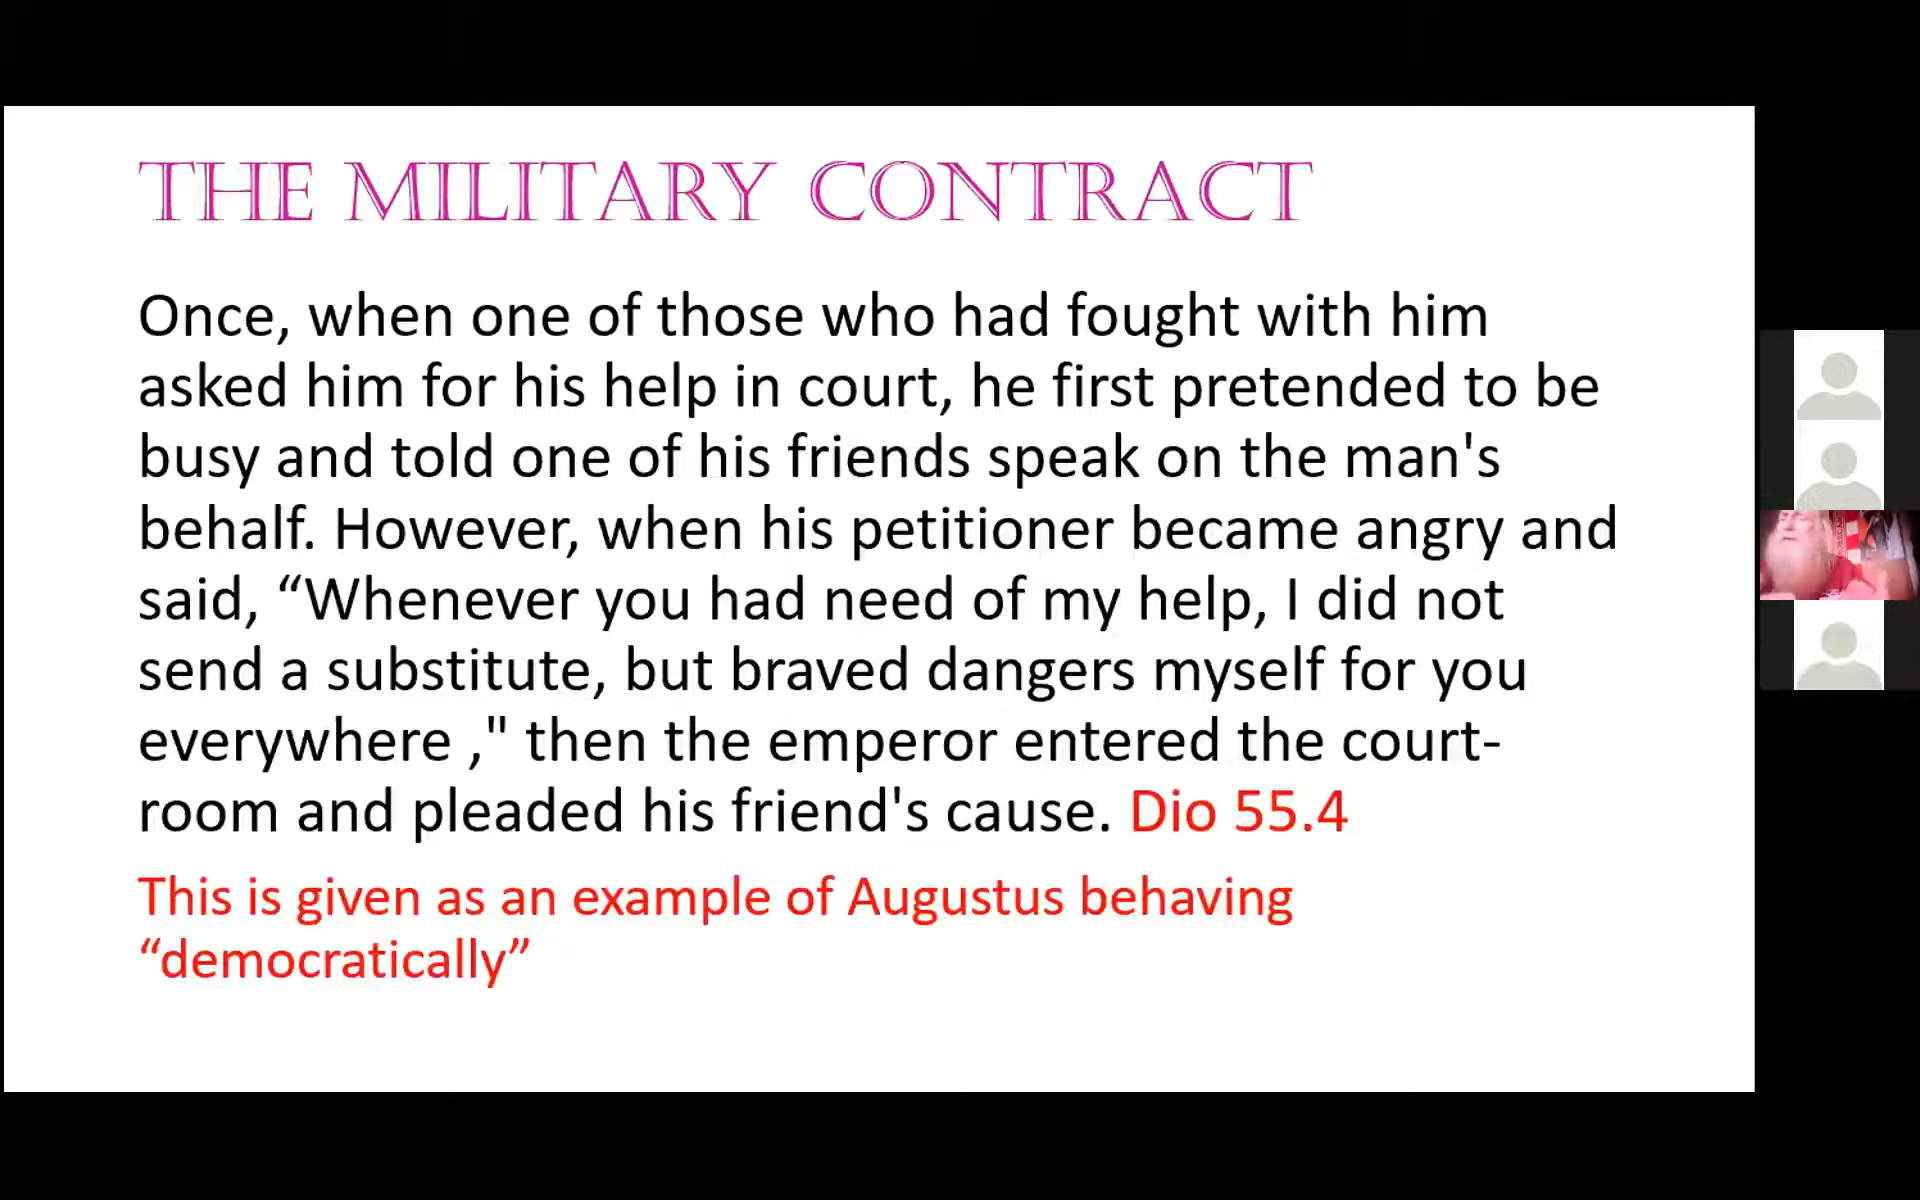 THE MILITARY CONTRACT
Once, when one of those who had fought with him
asked him for his help in court, he first pretended to be
busy and told one of his friends speak on the man's
behalf. However, when his petitioner became angry and
said, “Whenever you had need of my help, I did not
send a substitute, but braved dangers myself for you
everywhere ," then the emperor entered the court-
room and pleaded his friend's cause. Dio 55.4
This is given as an example of Augustus behaving
“democratically”